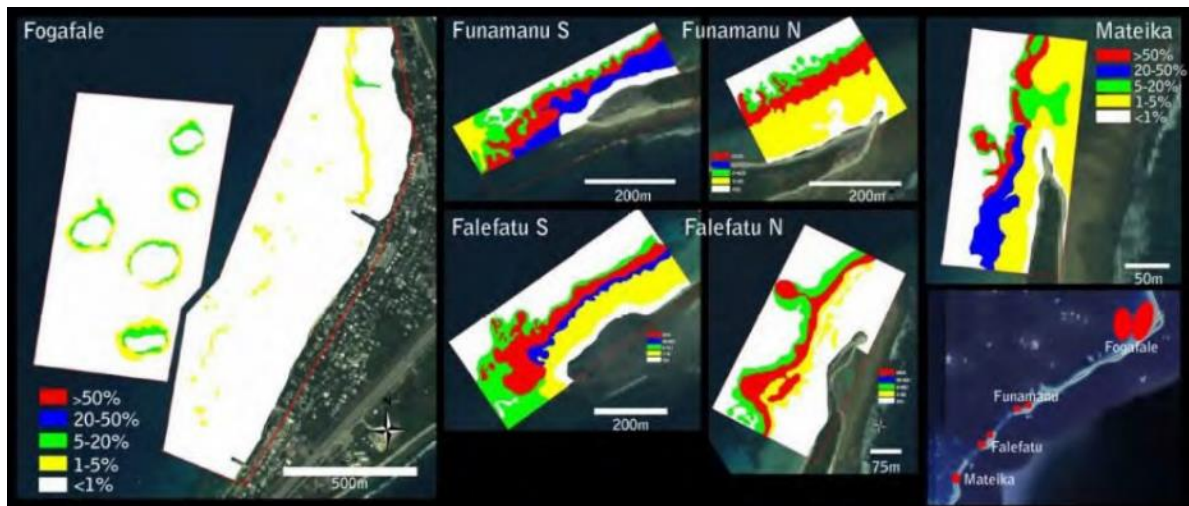 Fogafale
>50%
20-50%
5-20%
1-5%
<1%
500m
Funamanu S
200m
Funamanu N
200m
Falefatu S
200m
Falefatu N
75m
Mateika
>50%
20-50%
5-20%
1-5%
<1%
50m
Fogafale
Funamanu
Falefatu
Mateika